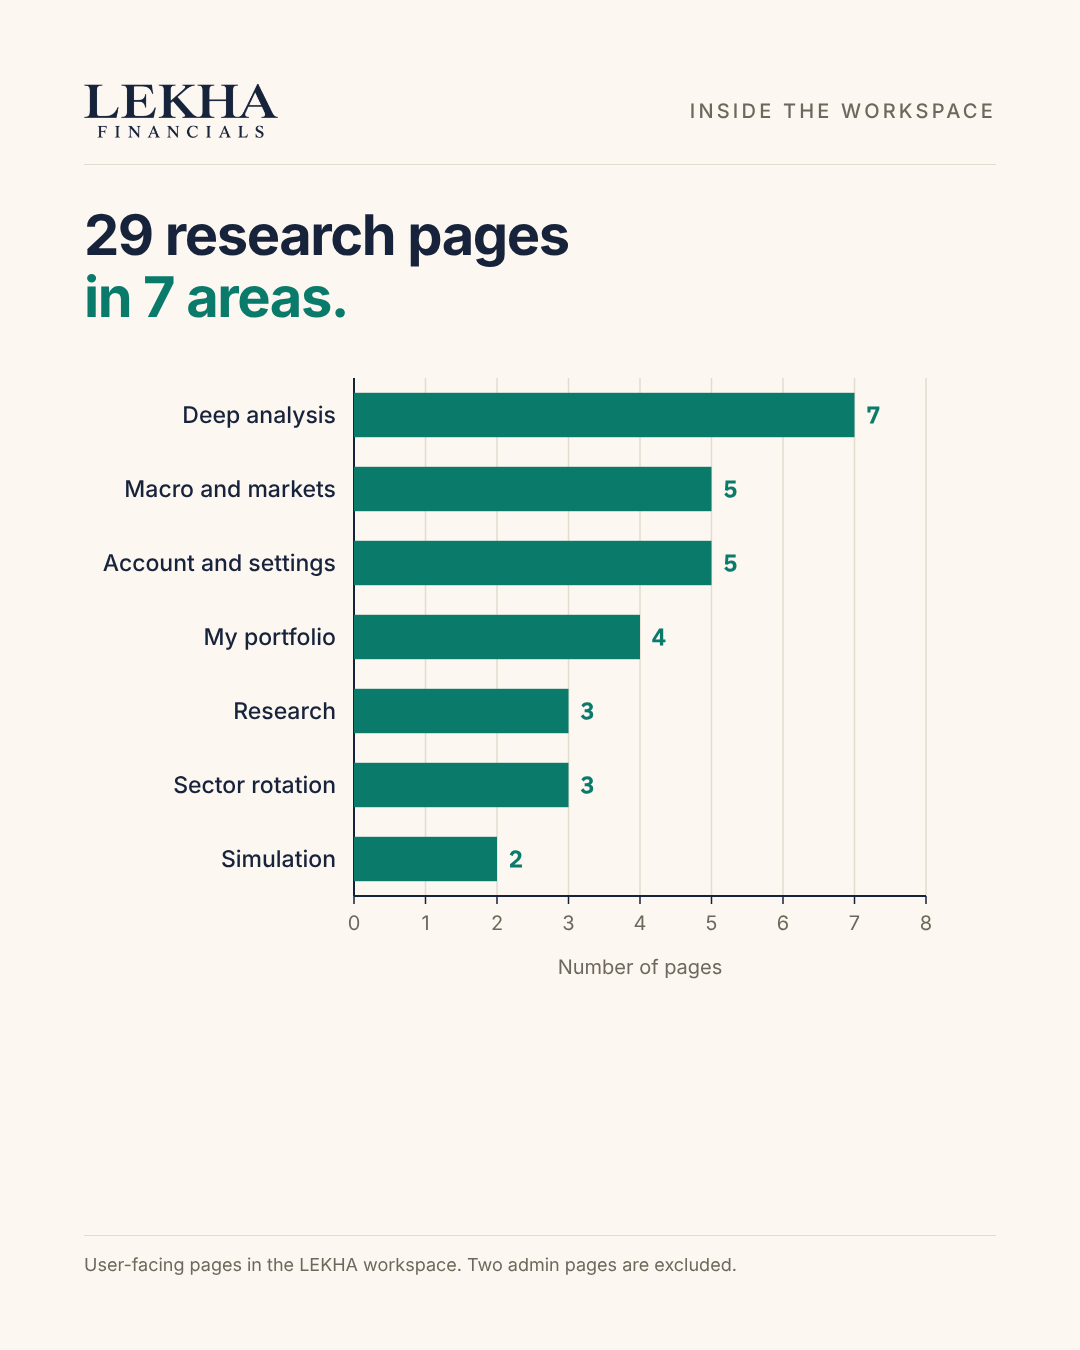 LEKHA
FINANCIALS
INSIDE THE WORKSPACE
29 research pages
in 7 areas.
Deep analysis 7
Macro and markets 5
Account and settings 5
My portfolio 4
Research 3
Sector rotation 3
Simulation 2
0 1 2 3 4 5 6 7 8
Number of pages
User-facing pages in the LEKHA workspace. Two admin pages are excluded.